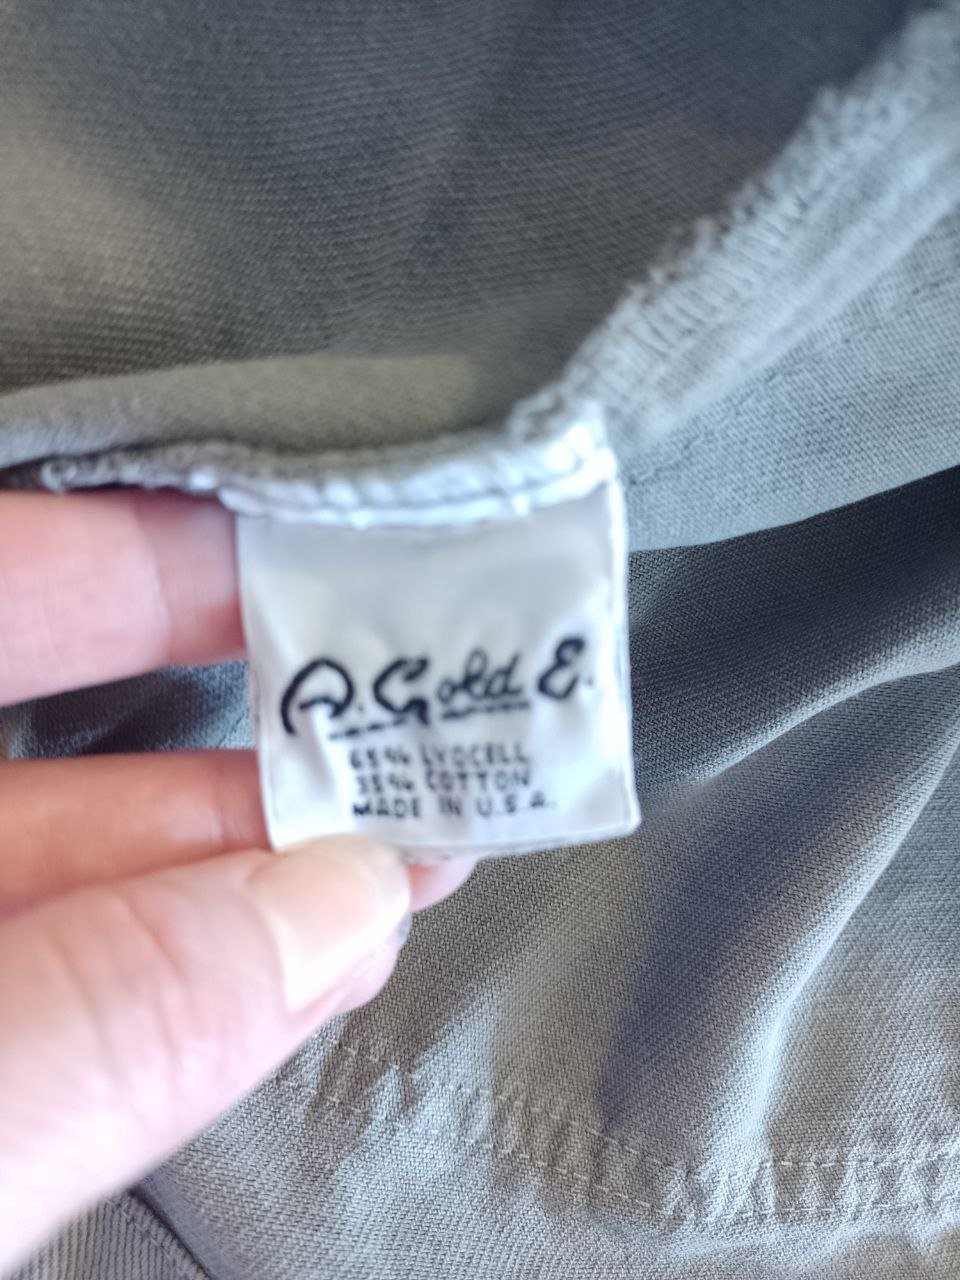 A.Gold E.
65% LYOCELL
35% COTTON
MADE IN U.S.A.